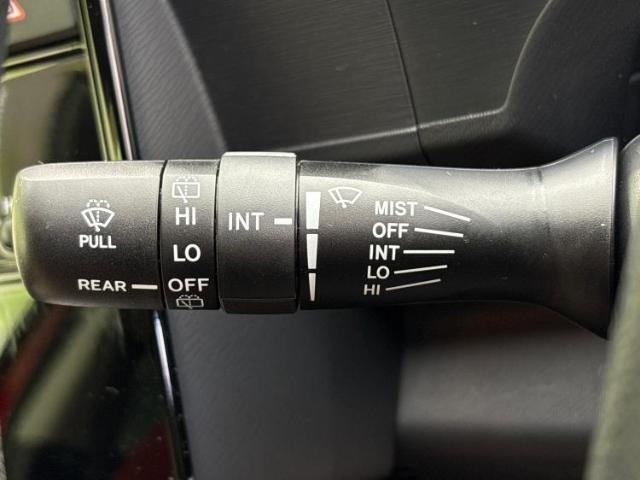 PULL
REAR
HI
LO
OFF
INT
MIST
OFF
INT
LO
HI